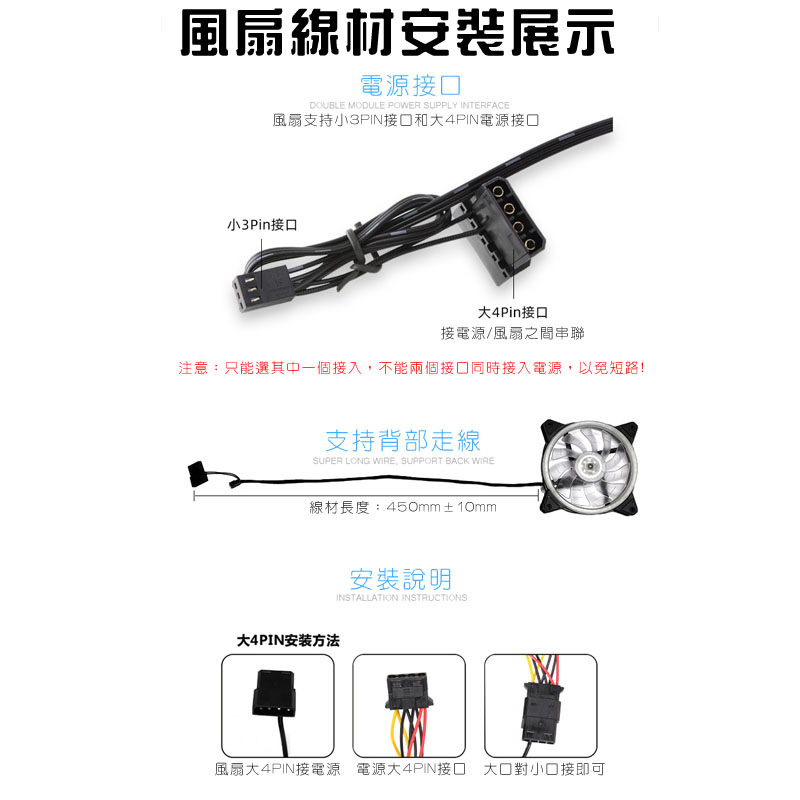 風扇線材安裝展示
電源接口
DOUBLE MODULE POWER SUPPLY INTERFACE
風扇支持小3PIN接口和大4PIN電源接口
小3Pin接口
大4Pin接口
接電源/風扇之間串聯
注意：只能選其中一個接入，不能兩個接口同時接入電源，以免短路!
支持背部走線
SUPER LONG WIRE, SUPPORT BACK WIRE
線材長度：450mm±10mm
安裝說明
INSTALLATION INSTRUCTIONS
大4PIN安装方法
風扇大4PIN接電源
電源大4PIN接口
大口對小口接即可